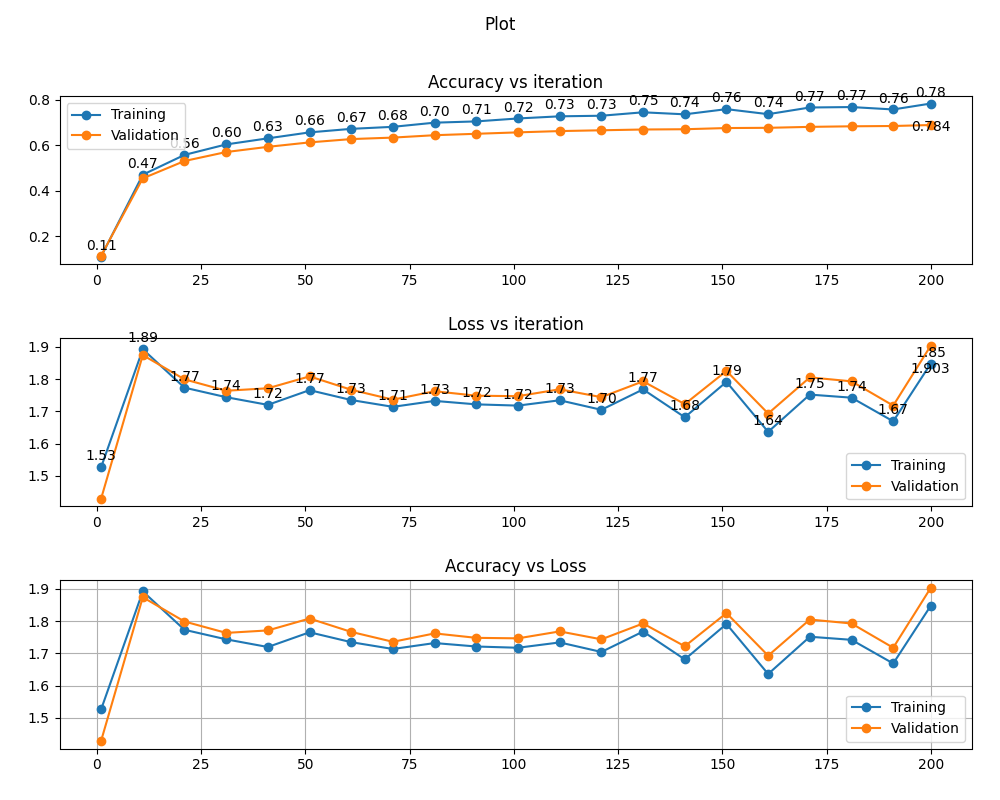 Plot
Accuracy vs iteration
0.8
0.6
0.4
0.2
Training
Validation
0.11 0.47 0.56 0.60 0.63 0.66 0.67 0.68 0.70 0.71 0.72 0.73 0.73 0.75 0.74 0.76 0.74 0.77 0.77 0.76 0.78
0.784
0 25 50 75 100 125 150 175 200
Loss vs iteration
1.9
1.8
1.7
1.6
1.5
1.53 1.89 1.77 1.74 1.72 1.77 1.73 1.71 1.73 1.72 1.72 1.73 1.70 1.77 1.68 1.79 1.64 1.75 1.74 1.67 1.85
1.903
Training
Validation
0 25 50 75 100 125 150 175 200
Accuracy vs Loss
1.9
1.8
1.7
1.6
1.5
Training
Validation
0 25 50 75 100 125 150 175 200